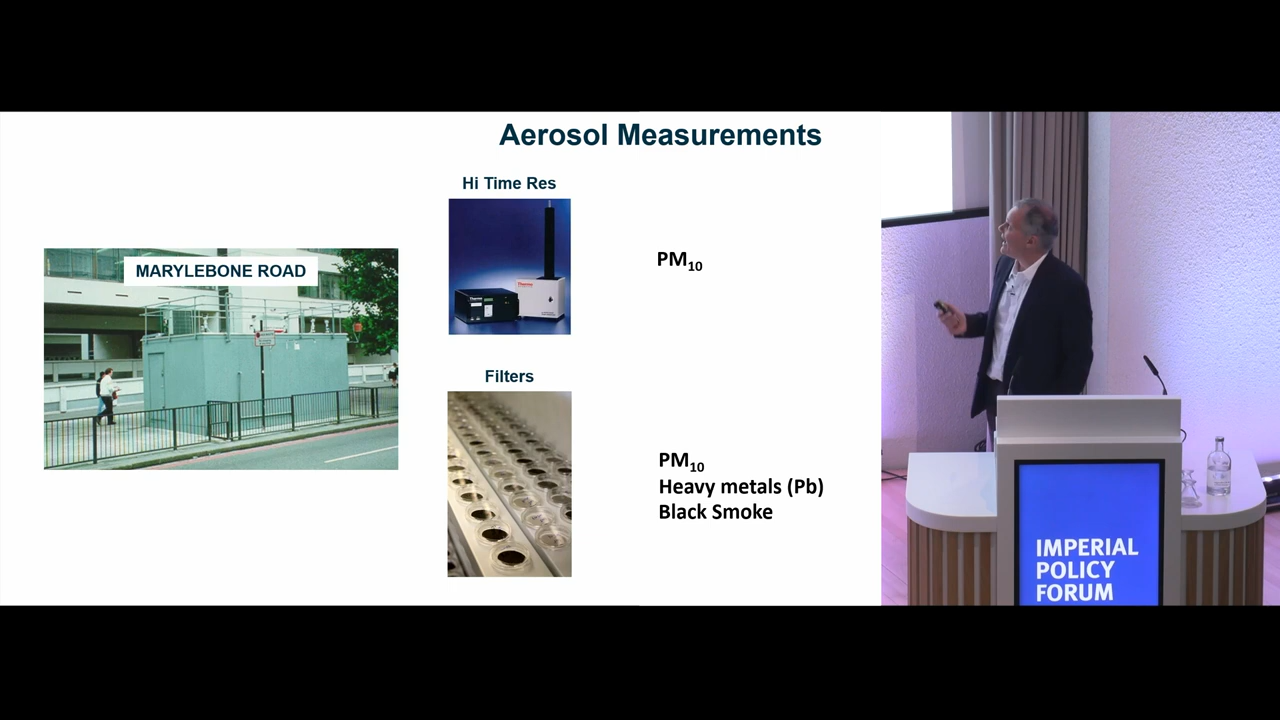 Aerosol Measurements
Hi Time Res
MARYLEBONE ROAD
PM10
Filters
PM10
Heavy metals (Pb)
Black Smoke
IMPERIAL
POLICY
FORUM